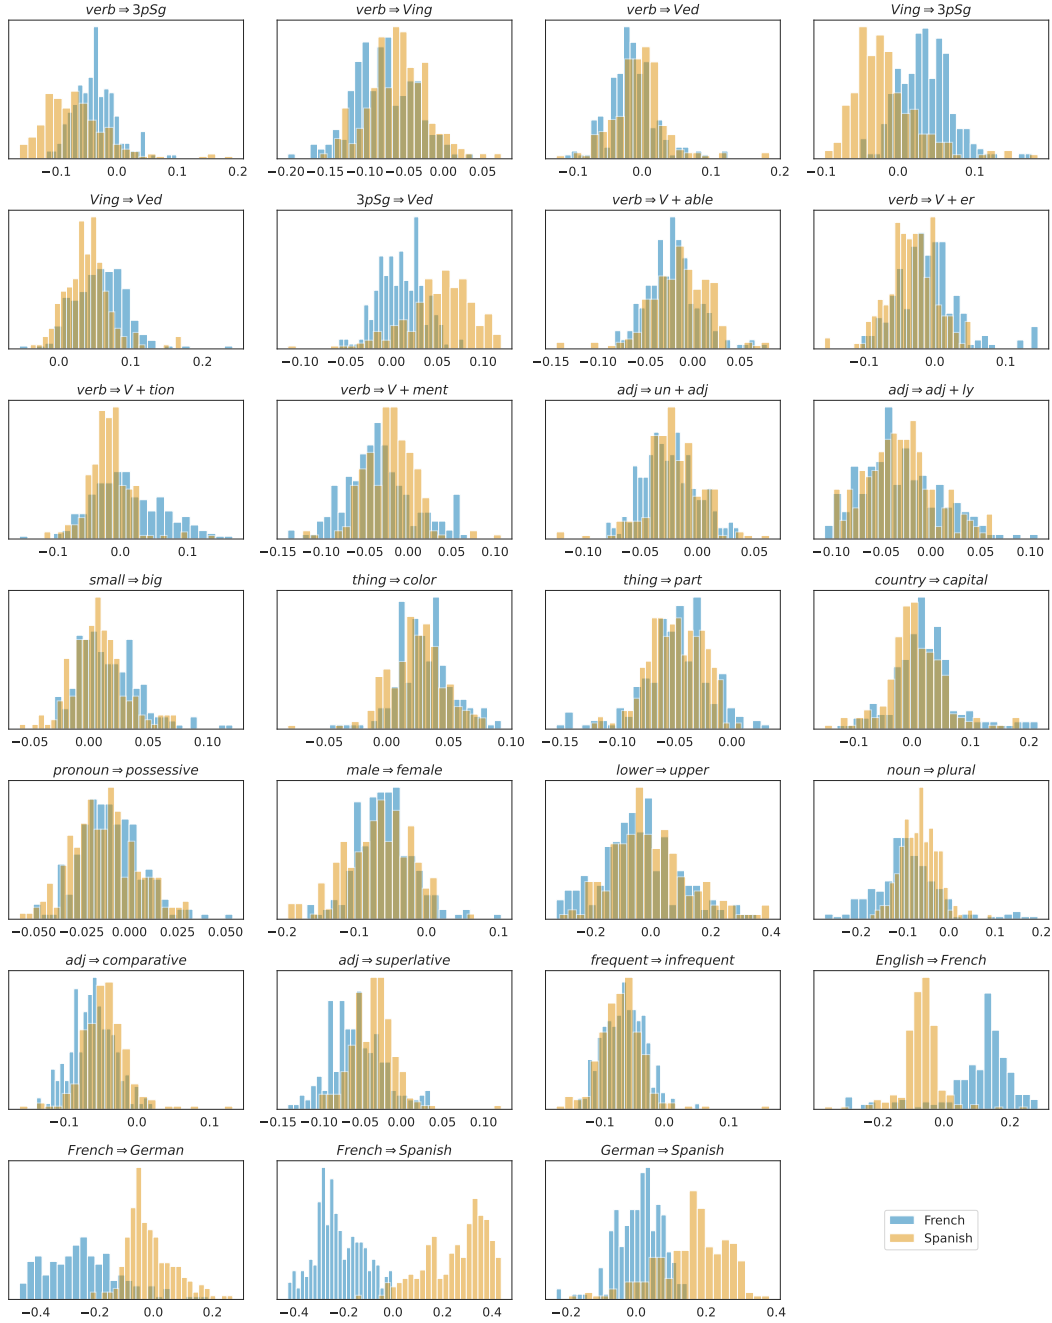 verb ⇒ 3pSg verb ⇒ Ving verb ⇒ Ved Ving ⇒ 3pSg
−0.1 0.0 0.1 0.2 −0.20 −0.15 −0.10 −0.05 0.00 0.05 −0.1 0.0 0.1 0.2 −0.1 0.0 0.1
Ving ⇒ Ved 3pSg ⇒ Ved verb ⇒ V + able verb ⇒ V + er
0.0 0.1 0.2 −0.10 −0.05 0.00 0.05 0.10 −0.10 −0.05 0.00 0.05 −0.1 0.0 0.1
verb ⇒ V + tion verb ⇒ V + ment adj ⇒ un + adj adj ⇒ adj + ly
−0.1 0.0 0.1 −0.15 −0.10 −0.05 0.00 0.05 0.10 −0.10 −0.05 0.00 0.05 −0.10 −0.05 0.00 0.05 0.10
small ⇒ big thing ⇒ color thing ⇒ part country ⇒ capital
−0.05 0.00 0.05 0.10 −0.05 0.00 0.05 0.10 −0.15 −0.10 −0.05 0.00 −0.1 0.0 0.1 0.2
pronoun ⇒ possessive male ⇒ female lower ⇒ upper noun ⇒ plural
−0.050 −0.025 0.000 0.025 0.050 −0.2 −0.1 0.0 0.1 −0.2 0.0 0.2 0.4 −0.2 −0.1 0.0 0.1 0.2
adj ⇒ comparative adj ⇒ superlative frequent ⇒ infrequent English ⇒ French
−0.1 0.0 0.1 −0.15 −0.10 −0.05 0.00 0.05 0.10 −0.1 0.0 0.1 −0.2 0.0 0.2
French ⇒ German French ⇒ Spanish German ⇒ Spanish
French
Spanish
−0.4 −0.2 0.0 0.2 −0.4 −0.2 0.0 0.2 0.4 −0.2 0.0 0.2 0.4